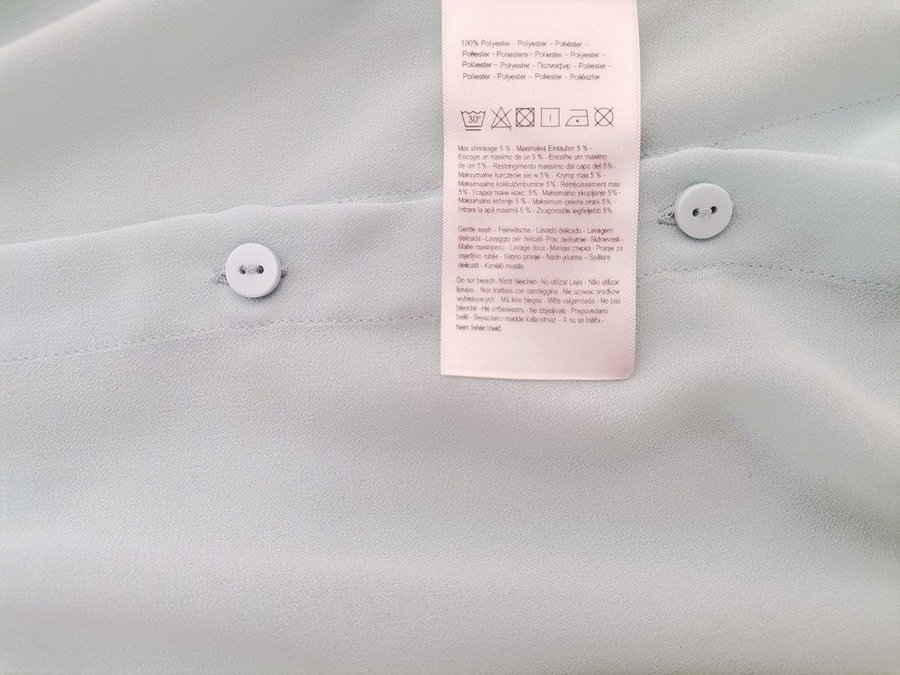 100% Polyester - Polyester - Poliéster -
Poliester - Poliestere - Poliester - Polyester -
Polüester - Polyester - Полиэфир - Poliester -
Poliester - Polyester - Poliester - Poliészter
30°
Max shrinkage 5 % - Maximales Einlaufen 5 % -
Encoge un máximo de un 5 % - Encolhe um máximo
de um 5% - Restringimento massimo del capo del 5% -
Maksymalne kurczenie się w 5 % - Krymp max 5 % -
Maksimaalne kokkutõmbumine 5% - Rétrécissement max
5% - Усадка ткани макс. 5% - Maksimalno skupljanje 5% -
Maksimalno krčenje 5 % - Maksimum çekme oranı 5%
Intrare la apă maximă 5 % - Zsugorodás legfeljebb 5%
Gentle wash - Feinwäsche - Lavado delicado - Lavagem
delicada - Lavaggio per delicati - Prać delikatnie - Skånevask -
Mahe masinpesu - Lavage doux - Мягкая стирка - Pranje za
osjetljivo rublje - Nežno pranje - Narin yıkama - Spălare
delicată - Kímélő mosás
Do not bleach - Nicht bleichen - No utilizar Lejía - Não utilizar
lixívias - Non trattare con candeggina - Nie używać środków
wybielających - Må ikke bleges - Mitte valgendada - Ne pas
blanchir - Не отбеливать - Ne izbjeljivati - Prepovedano
beliti - Beyazlatıcı madde kullanılmaz - A nu se înălbi -
Nem fehéríthető